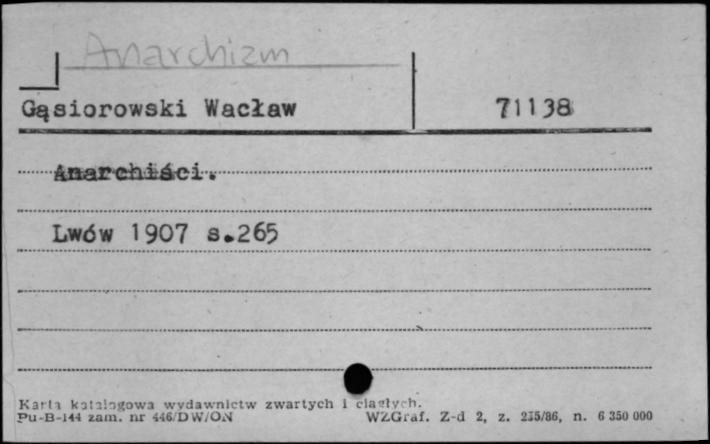 Anarchizm
Gąsiorowski Wacław 71138
Anarchiści.
Lwów 1907 s.265
Karta katalogowa wydawnictw zwartych i ciągłych.
Pu-B-144 zam. nr 446/DW/ON WZGraf. Z-d 2, z. 235/86, n. 6 350 000